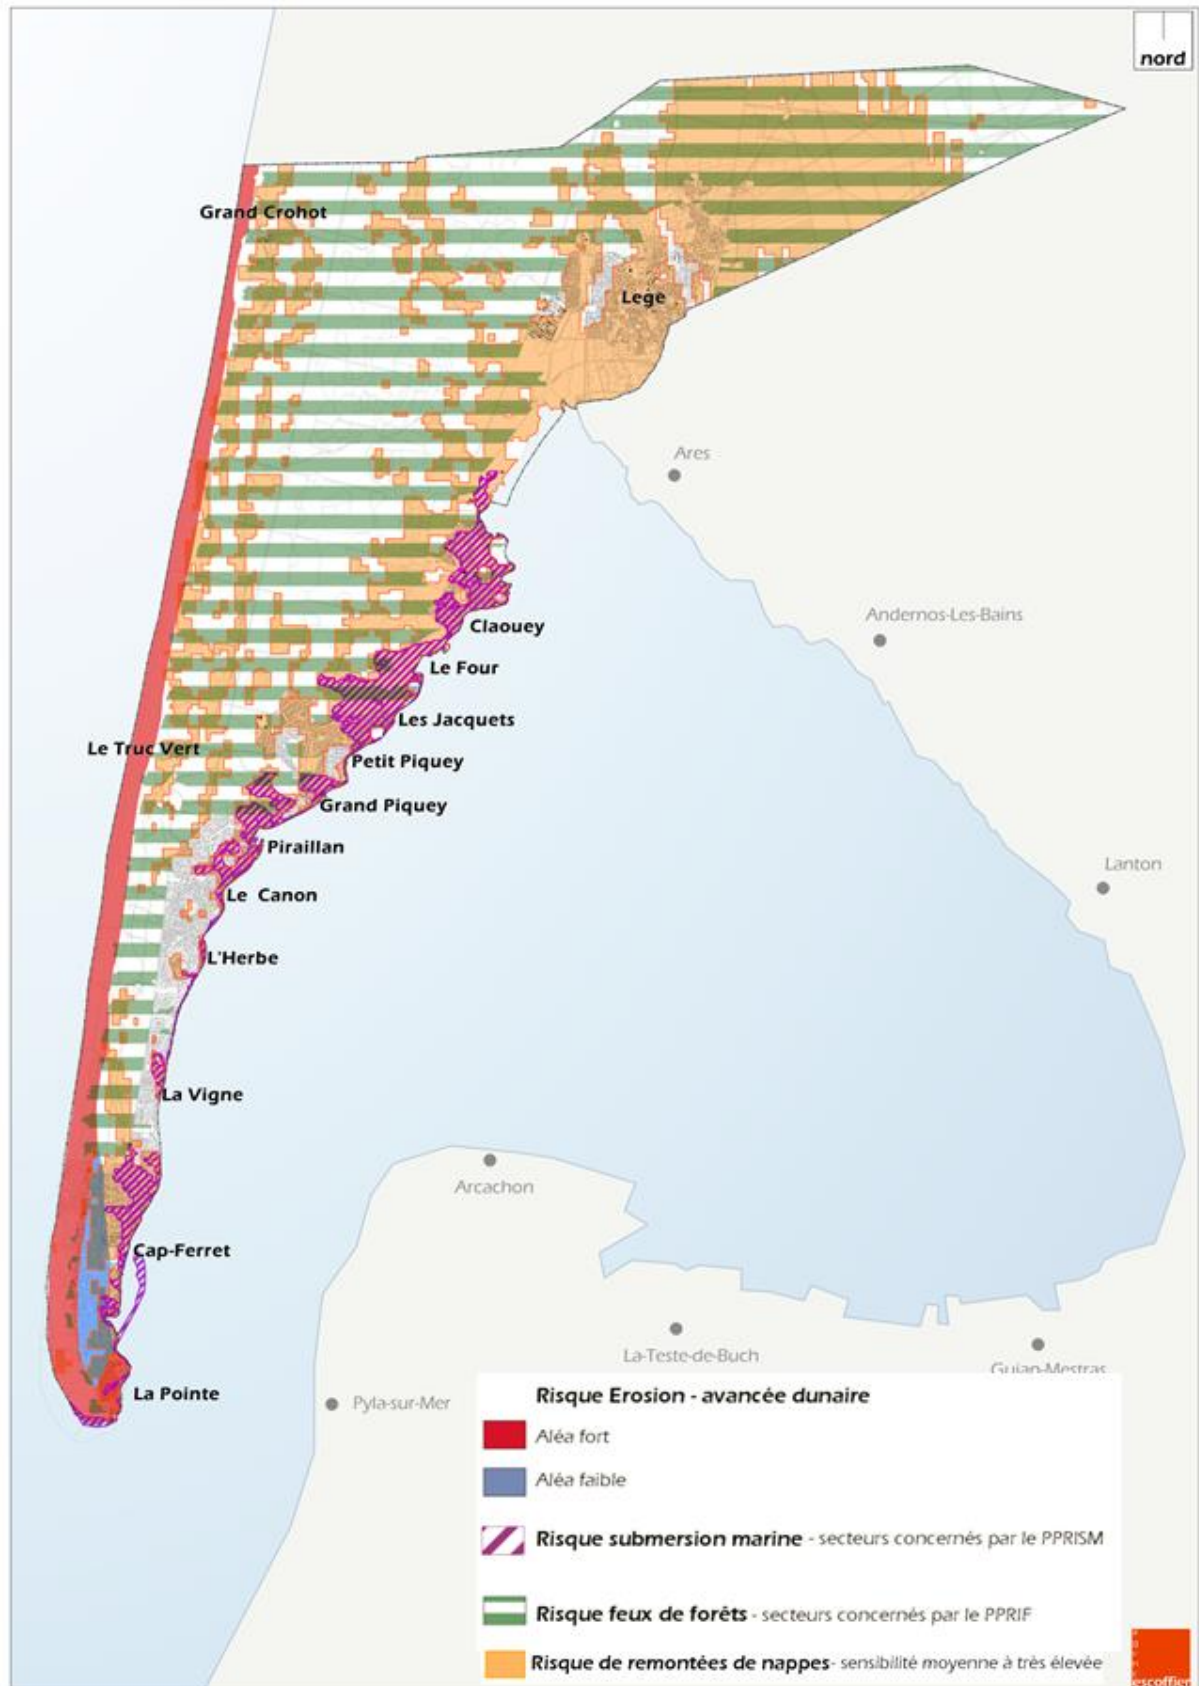 nord
Grand Crohot
Lege
Ares
Andernos-Les-Bains
Claouey
Le Four
Les Jacquets
Le Truc Vert
Petit Piquey
Grand Piquey
Piraillan
Lanton
Le Canon
L'Herbe
La Vigne
Arcachon
Cap-Ferret
La-Teste-de-Buch
Gujan-Mestras
La Pointe
Pyla-sur-Mer
Risque Erosion - avancée dunaire
Aléa fort
Aléa faible
Risque submersion marine - secteurs concernés par le PPRISM
Risque feux de forêts - secteurs concernés par le PPRIF
Risque de remontées de nappes- sensibilité moyenne à très élevée
escoffier